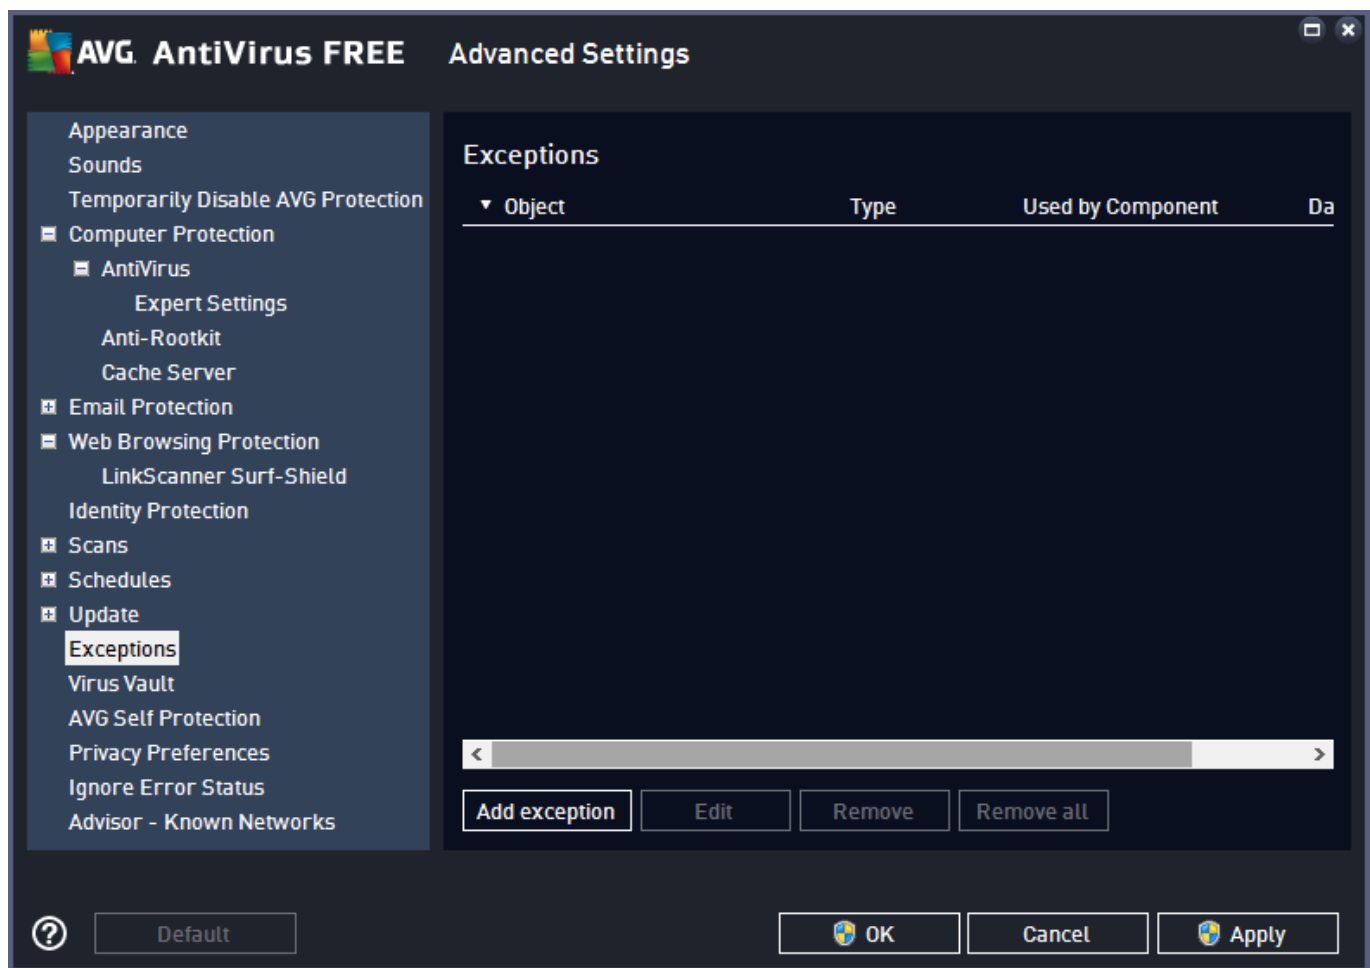 AVG. AntiVirus FREE Advanced Settings
Appearance
Sounds
Temporarily Disable AVG Protection
Computer Protection
AntiVirus
Expert Settings
Anti-Rootkit
Cache Server
Email Protection
Web Browsing Protection
LinkScanner Surf-Shield
Identity Protection
Scans
Schedules
Update
Exceptions
Virus Vault
AVG Self Protection
Privacy Preferences
Ignore Error Status
Advisor - Known Networks
Exceptions
Object Type Used by Component Da
Add exception Edit Remove Remove all
Default OK Cancel Apply